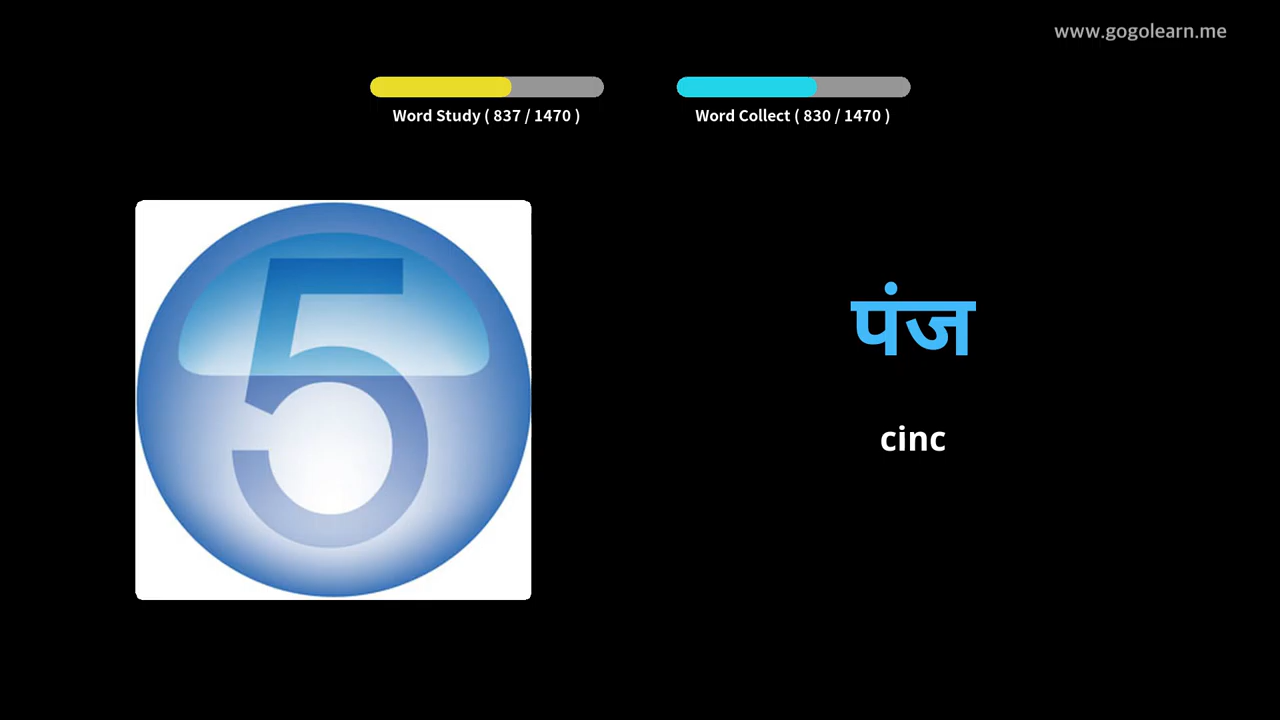 www.gogolearn.me
Word Study ( 837 / 1470 )
Word Collect ( 830 / 1470 )
5
पंज
cinc